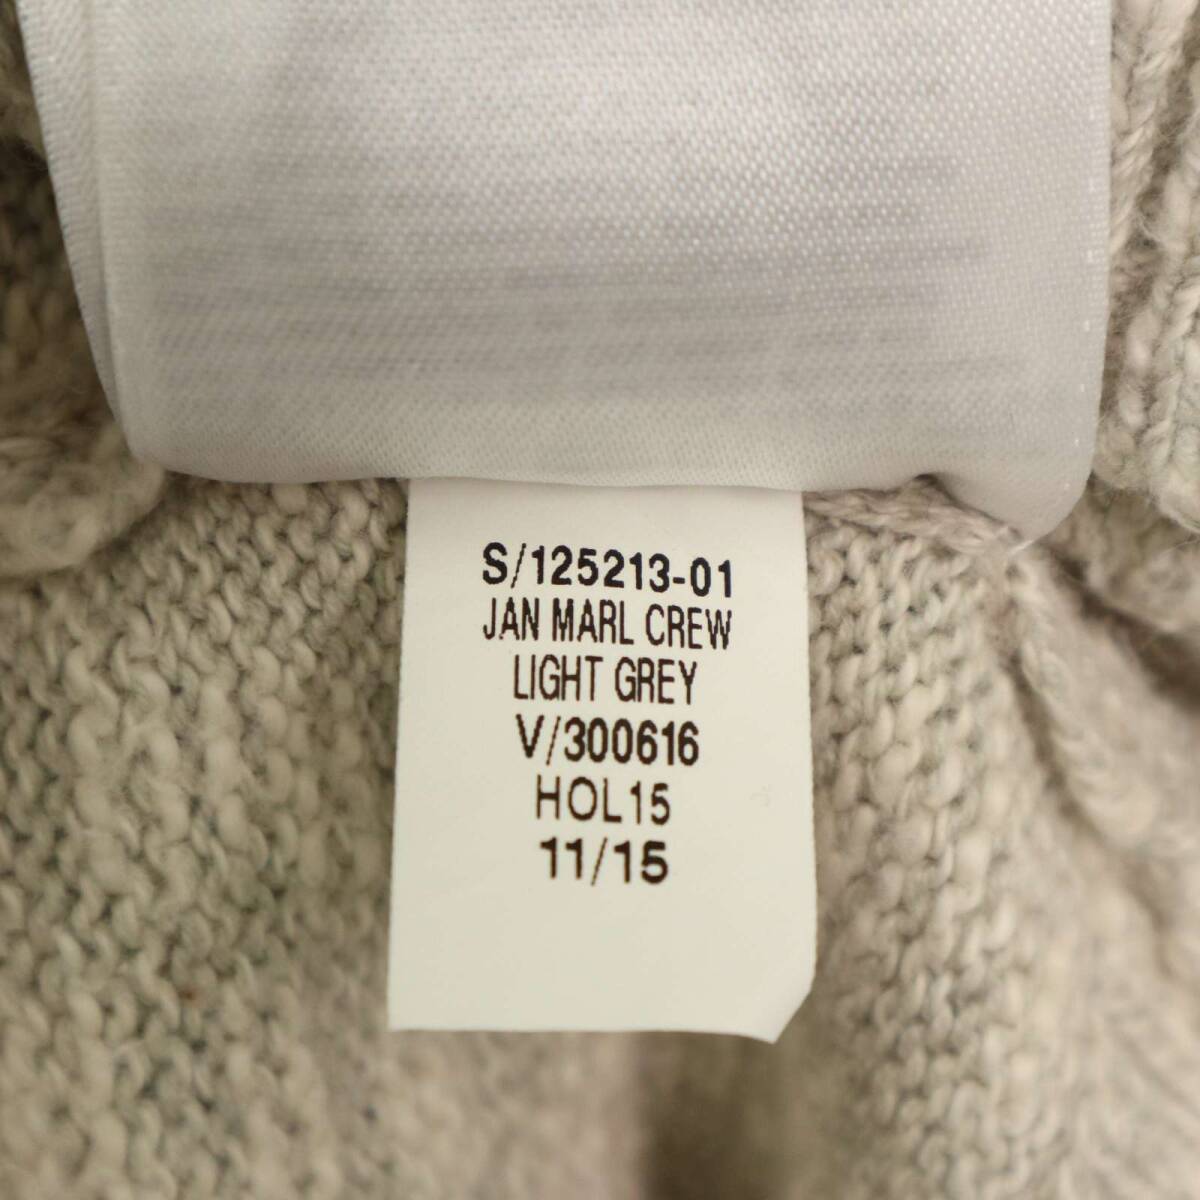 S/125213-01
JAN MARL CREW
LIGHT GREY
V/300616
HOL15
11/15